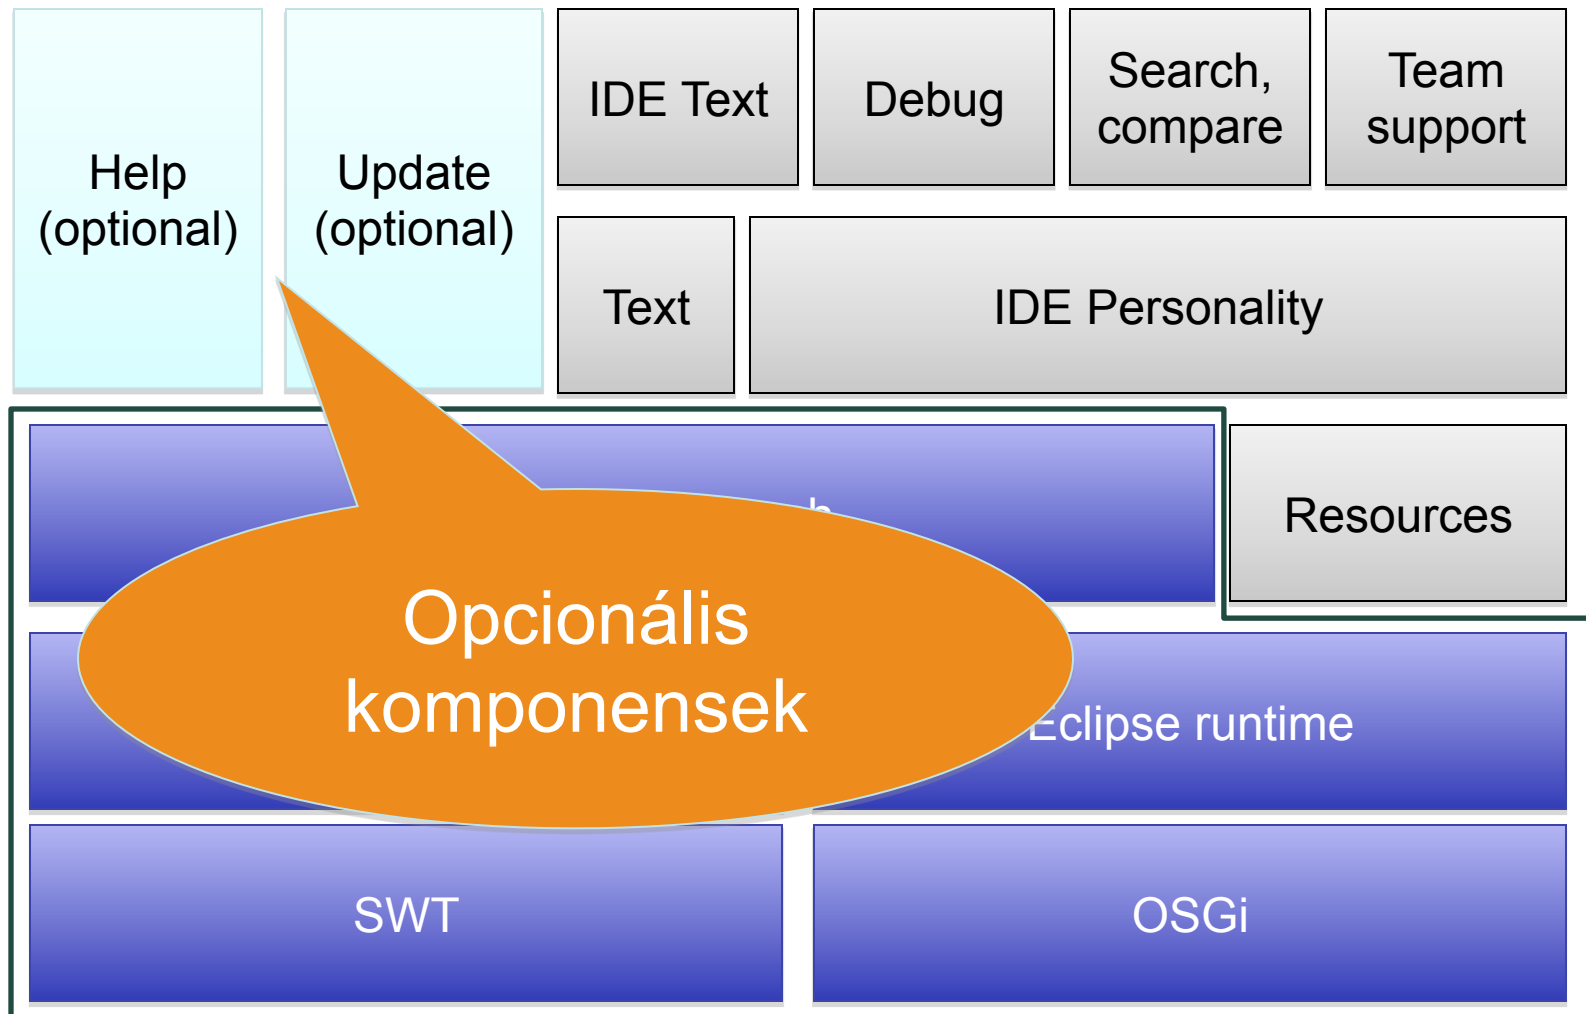 Help
(optional)
Update
(optional)
IDE Text
Debug
Search,
compare
Team
support
Text
IDE Personality
Resources
Opcionális
komponensek
Eclipse runtime
SWT
OSGi